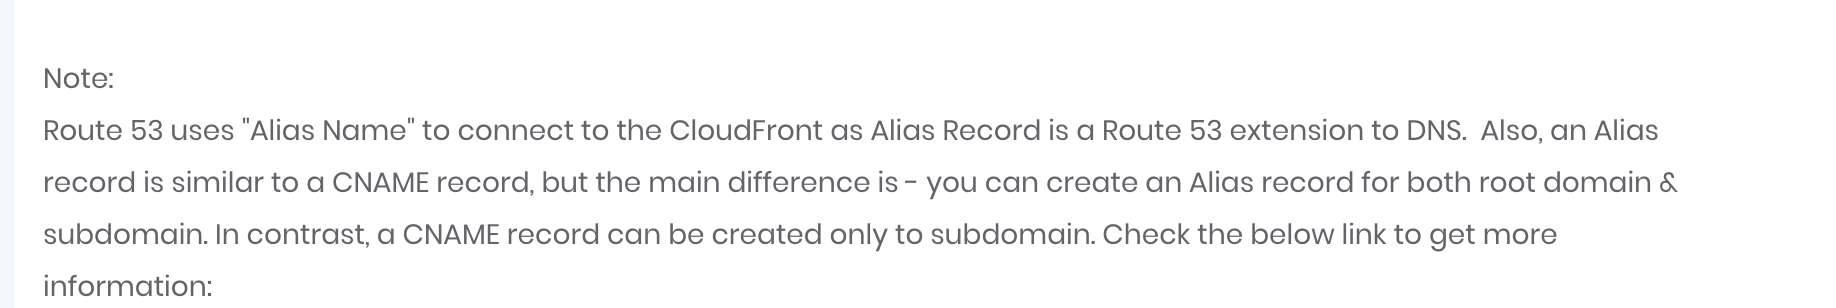 Note:
Route 53 uses "Alias Name" to connect to the CloudFront as Alias Record is a Route 53 extension to DNS.  Also, an Alias
record is similar to a CNAME record, but the main difference is - you can create an Alias record for both root domain &
subdomain. In contrast, a CNAME record can be created only to subdomain. Check the below link to get more
information: